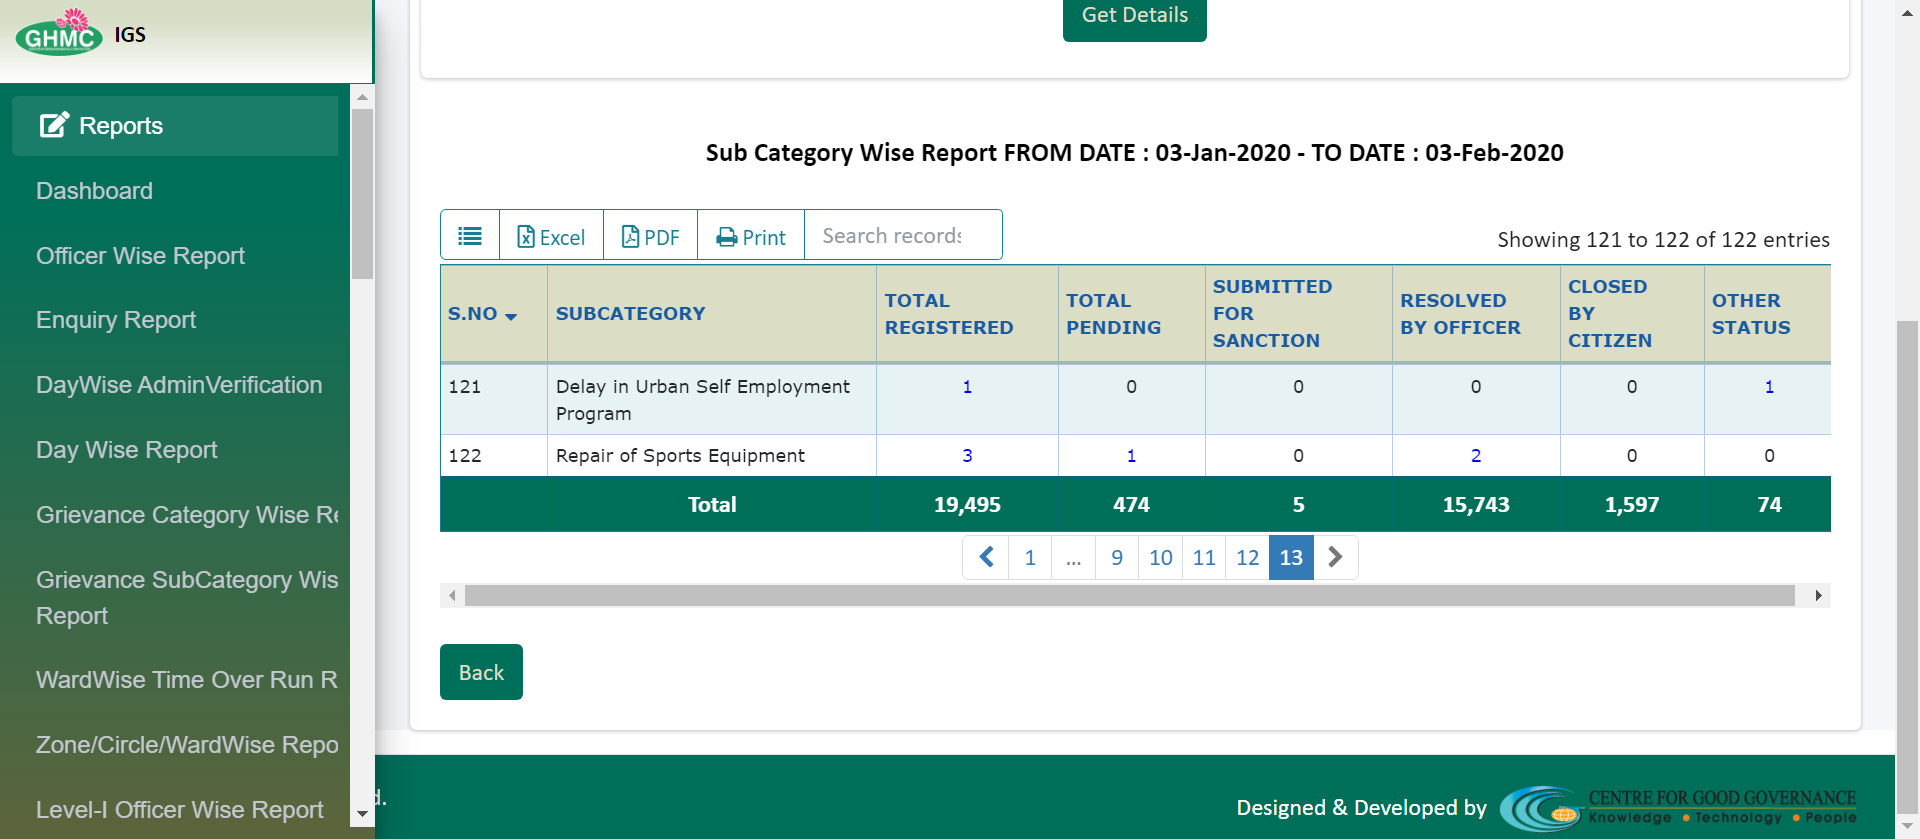 GHMC IGS
Reports
Dashboard
Officer Wise Report
Enquiry Report
DayWise AdminVerification
Day Wise Report
Grievance Category Wise Re
Grievance SubCategory Wis
Report
WardWise Time Over Run R
Zone/Circle/WardWise Repo
Level-I Officer Wise Report
Get Details
Sub Category Wise Report FROM DATE : 03-Jan-2020 - TO DATE : 03-Feb-2020
Excel PDF Print Search records
Showing 121 to 122 of 122 entries
S.NO SUBCATEGORY TOTAL REGISTERED TOTAL PENDING SUBMITTED FOR SANCTION RESOLVED BY OFFICER CLOSED BY CITIZEN OTHER STATUS
121 Delay in Urban Self Employment Program 1 0 0 0 0 1
122 Repair of Sports Equipment 3 1 0 2 0 0
Total 19,495 474 5 15,743 1,597 74
1 ... 9 10 11 12 13
Back
d.
Designed & Developed by
CENTRE FOR GOOD GOVERNANCE
Knowledge • Technology • People